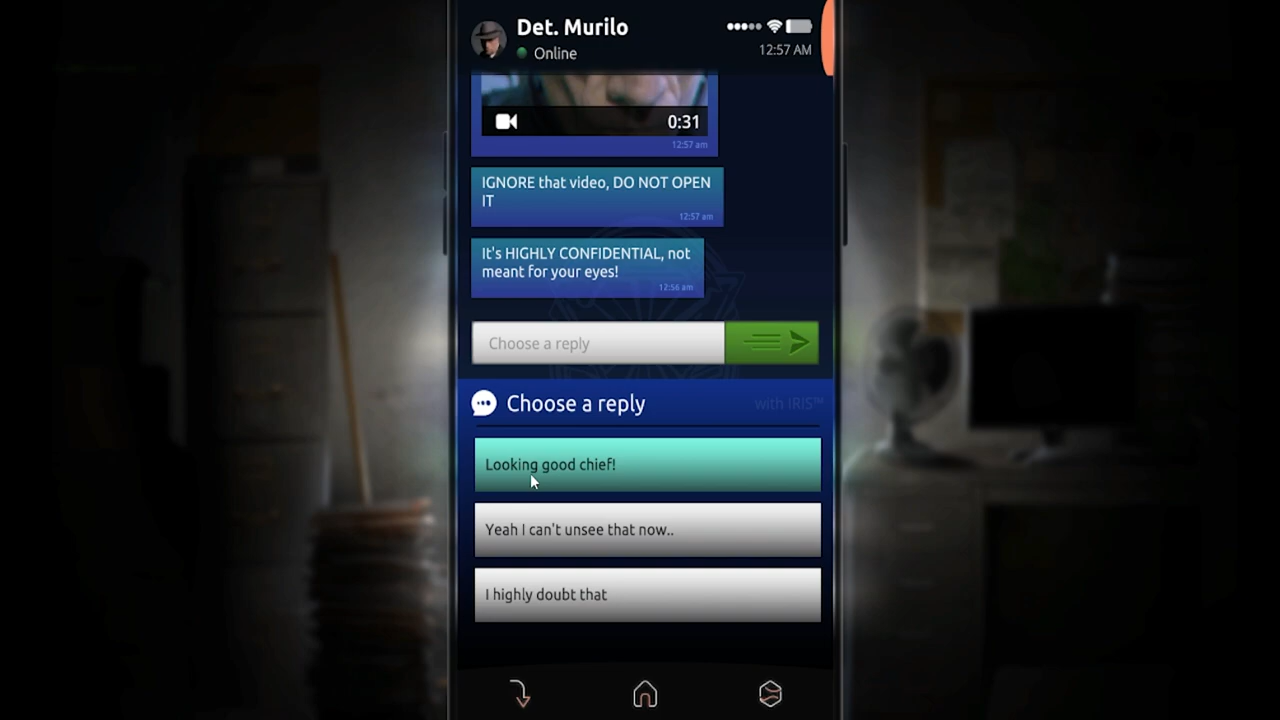 Det. Murilo
Online
12:57 AM
0:31
12:57 am
IGNORE that video, DO NOT OPEN
IT
12:57 am
It's HIGHLY CONFIDENTIAL, not
meant for your eyes!
12:56 am
Choose a reply
Choose a reply
with IRIS™
Looking good chief!
Yeah I can't unsee that now..
I highly doubt that